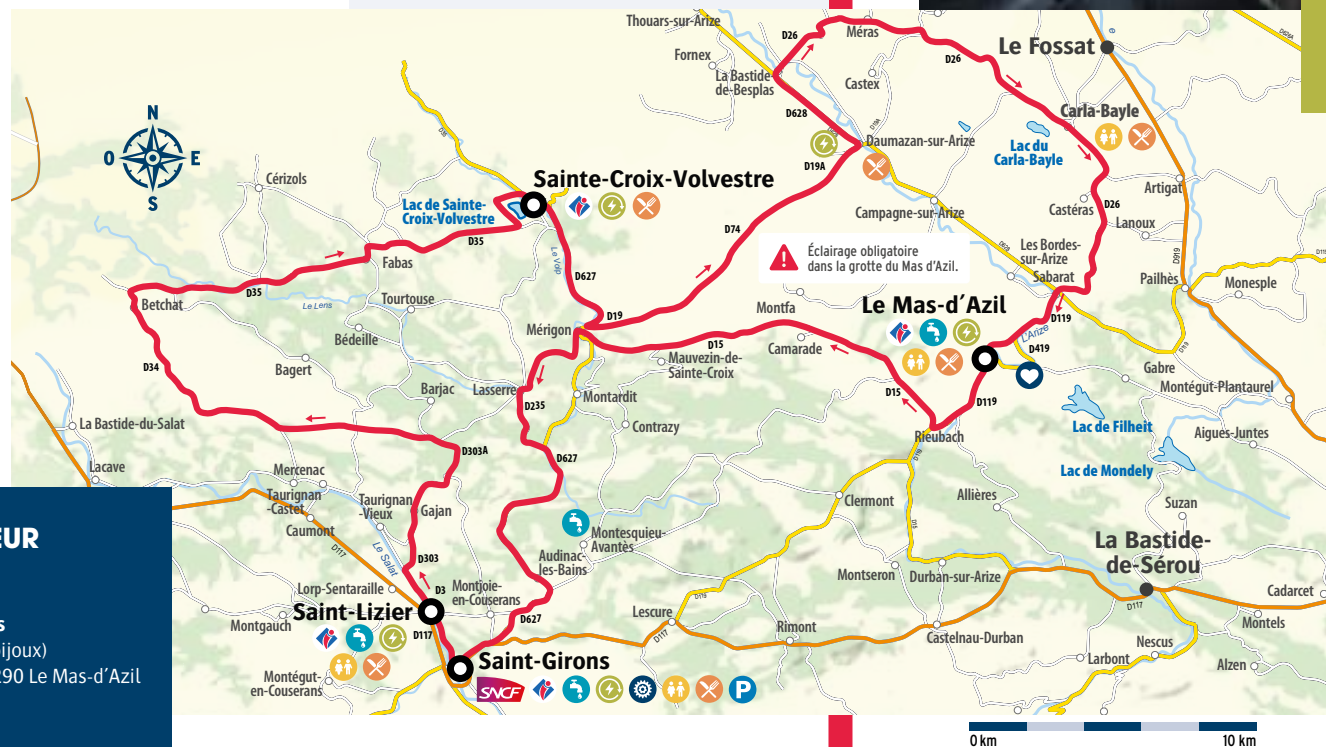 Thouars-sur-Arize
D26
Méras
D26
Le Fossat
Fornex
La Bastide-
de-Besplas
Castex
D628
Carla-Bayle
Daumazan-sur-Arize
D19A
Lac du
Carla-Bayle
N
O
E
S
Cérizols
Sainte-Croix-Volvestre
Lac de Sainte-
Croix-Volvestre
D35
Fabas
Campagne-sur-Arize
Castéras
D26
Artigat
Lanoux
D74
Éclairage obligatoire
dans la grotte du Mas d'Azil.
Les Bordes-
sur-Arize
Sabarat
D919
Pailhès
Monesple
Betchat
D35
Le Lens
Tourtouse
Le Volp
D627
D19
Mérigon
Montfa
Le Mas-d'Azil
D119
L'Arize
D419
Bédeille
D15
Camarade
Mauvezin-de-
Sainte-Croix
Gabre
Montégut-Plantaurel
D34
Bagert
Barjac
Lasserre
D235
Montardit
Contrazy
D15
D119
Rieubach
Lac de Filheit
Aigues-Juntes
Lac de Mondely
La Bastide-du-Salat
Lacave
D303A
D627
Mercenac
Taurignan
-Castet
Taurignan
-Vieux
Gajan
Caumont
D117
Le Salat
Clermont
Allières
Suzan
EUR
Montesquieu-
Avantès
Audinac-
les-Bains
D303
La Bastide-
de-Sérou
Montseron
Durban-sur-Arize
D117
Cadarcet
Lorp-Sentaraille
D3
Montjoie-
en-Couserans
Saint-Lizier
D117
D627
Lescure
D117
Rimont
Castelnau-Durban
Montels
Nescus
Larbont
Alzen
s
ijoux)
290 Le Mas-d'Azil
Montgauch
Montégut-
en-Couserans
Saint-Girons
SNCF
P
0 km
10 km